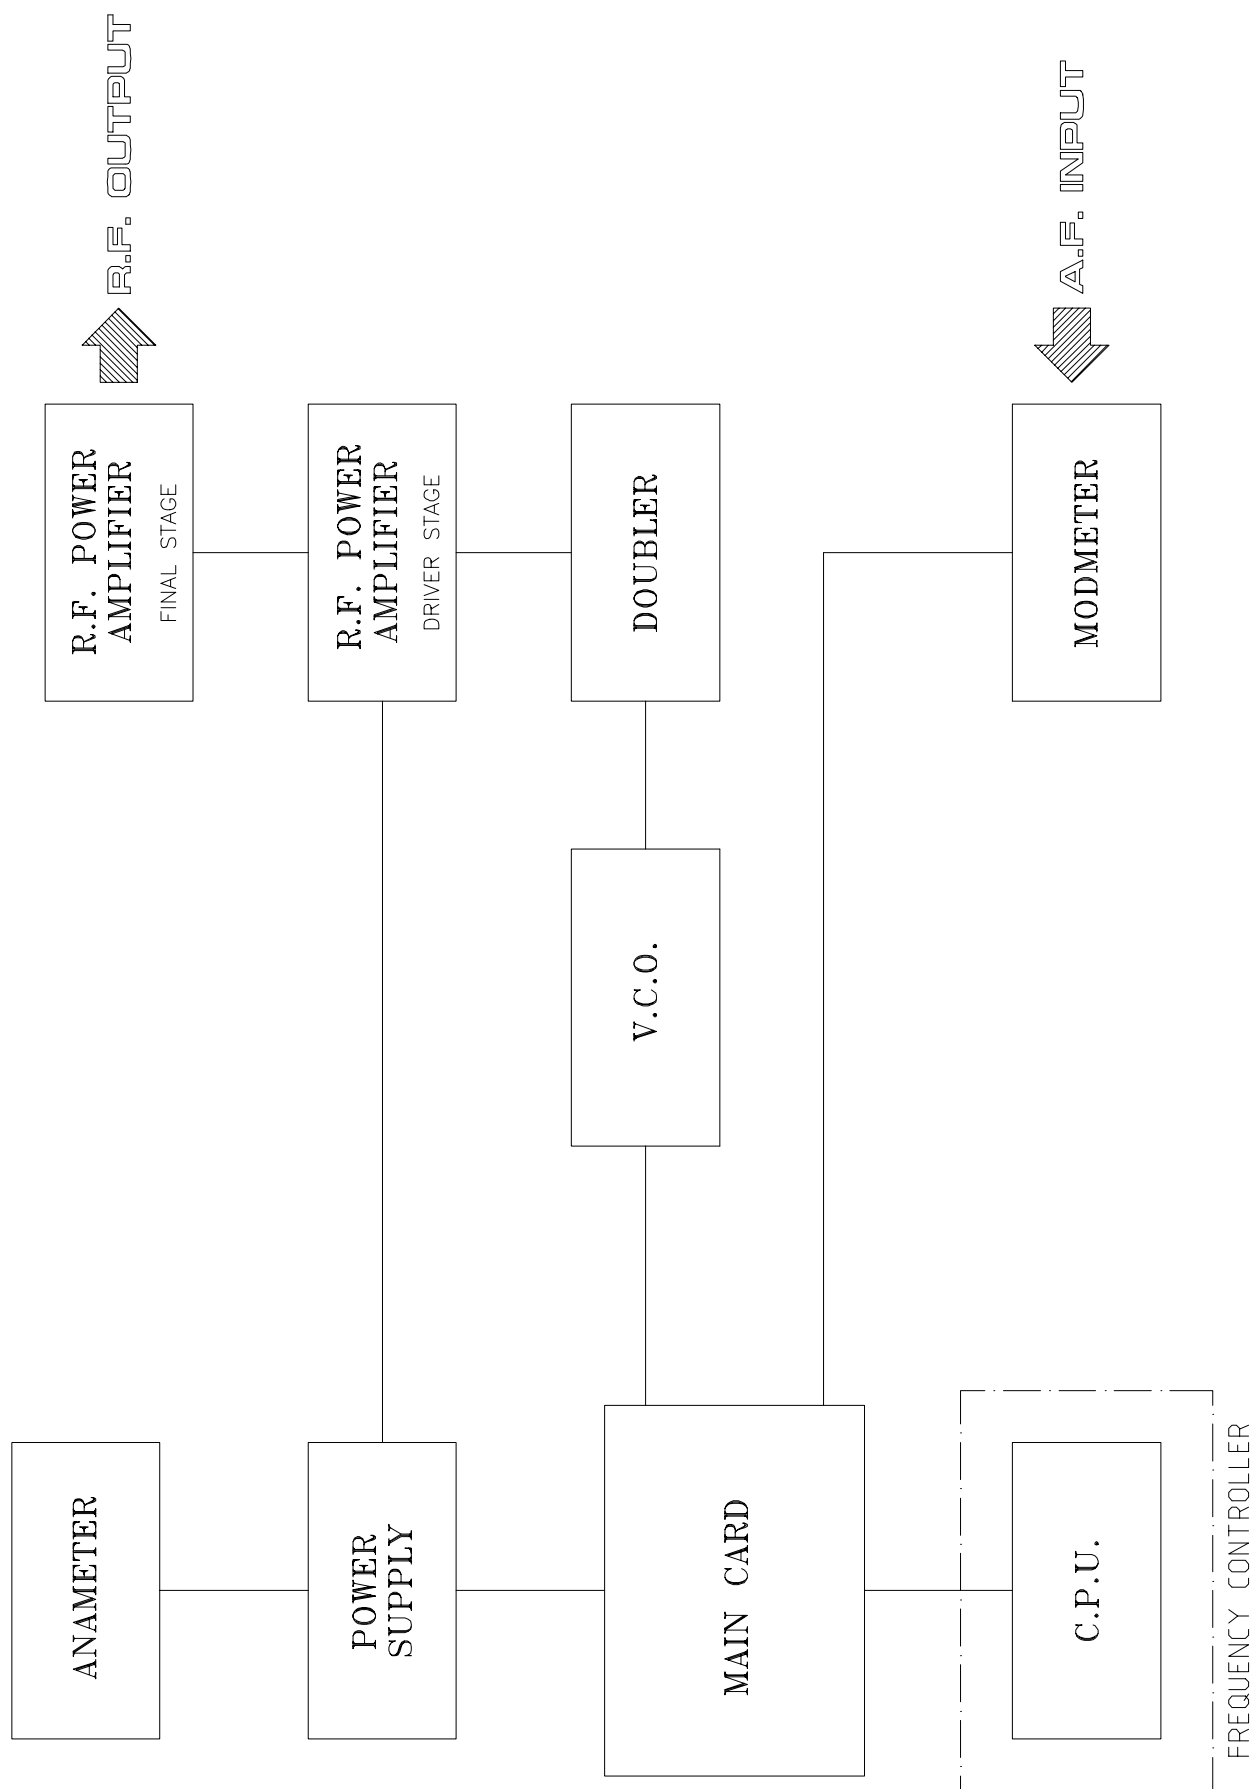 ANAMETER
R.F. POWER
AMPLIFIER
FINAL STAGE
R.F. OUTPUT
POWER
SUPPLY
R.F. POWER
AMPLIFIER
DRIVER STAGE
MAIN CARD
V.C.O.
DOUBLER
C.P.U.
MODMETER
A.F. INPUT
FREQUENCY CONTROLLER